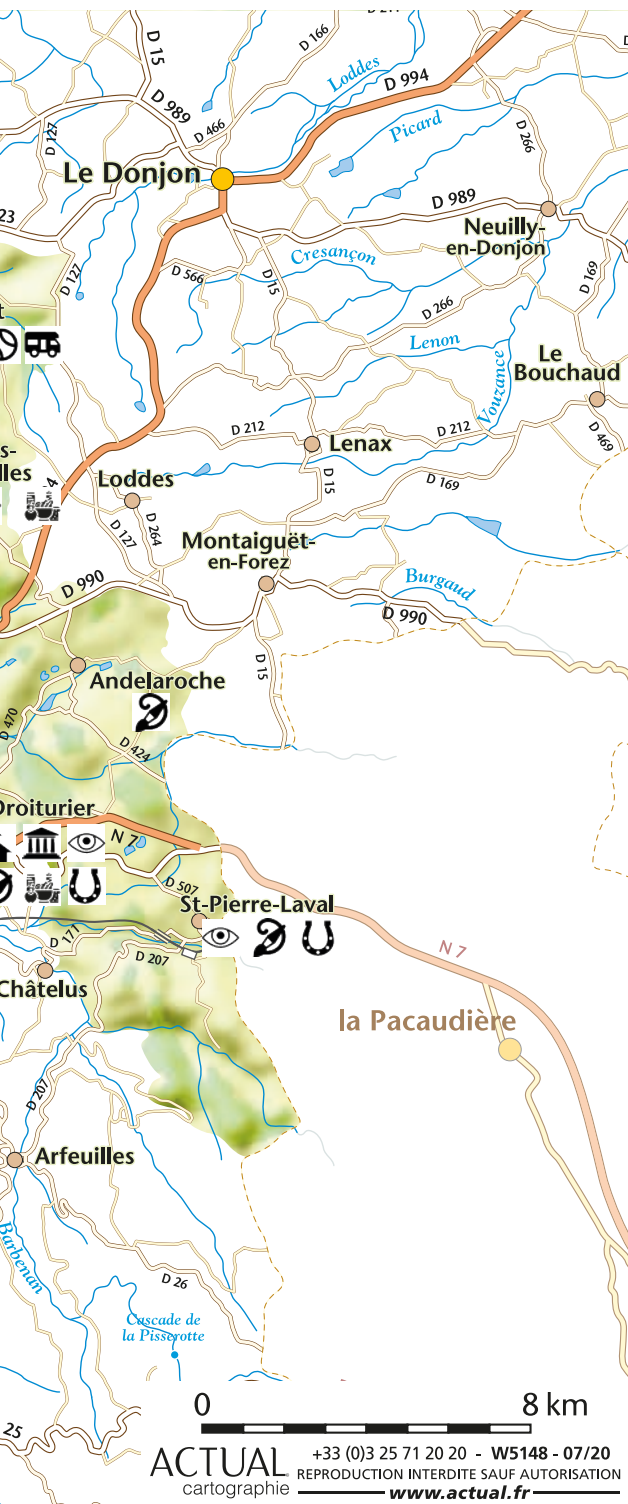 D 15
D 166
Loddes
D 994
D 989
D 466
Picard
D 127
D 266
Le Donjon
D 989
Neuilly-
en-Donjon
23
Cresançon
D 127
D 566
D 15
D 169
D 266
Lenon
Le
Bouchaud
Vouzance
D 212
D 212
Lenax
D 469
s-
lles
4
Loddes
D 15
D 169
D 127
D 264
Montaiguët-
en-Forez
D 990
Burgaud
D 990
D 15
Andelaroche
D 470
D 424
Droiturier
N 7
D 507
St-Pierre-Laval
D 171
D 207
N 7
Châtelus
la Pacaudière
D 207
Arfeuilles
Barbenan
D 26
Cascade de
la Pisserotte
25
0 8 km
ACTUAL
cartographie
+33 (0)3 25 71 20 20 - W5148 - 07/20
REPRODUCTION INTERDITE SAUF AUTORISATION
www.actual.fr